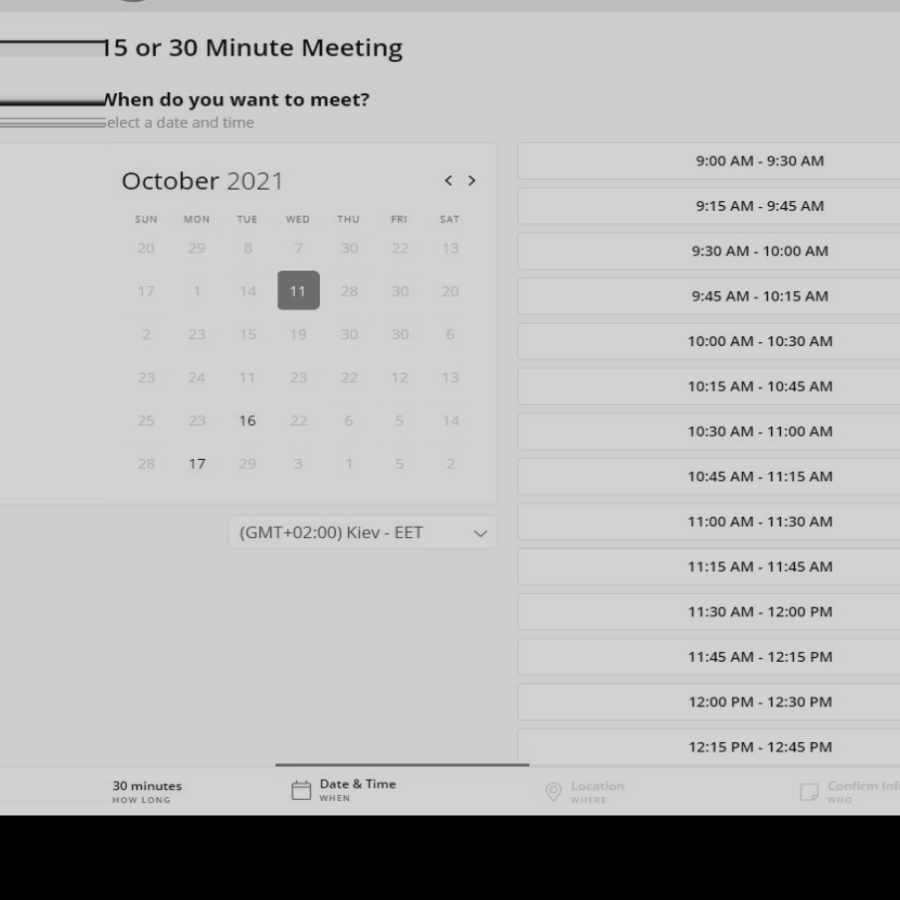 15 or 30 Minute Meeting
When do you want to meet?
elect a date and time
October 2021
SUN MON TUE WED THU FRI SAT
20 29 8 7 30 22 13
17 1 14 11 28 30 20
2 23 15 19 30 30 6
23 24 11 23 22 12 13
25 23 16 22 6 5 14
28 17 29 3 1 5 2
(GMT+02:00) Kiev - EET
9:00 AM - 9:30 AM
9:15 AM - 9:45 AM
9:30 AM - 10:00 AM
9:45 AM - 10:15 AM
10:00 AM - 10:30 AM
10:15 AM - 10:45 AM
10:30 AM - 11:00 AM
10:45 AM - 11:15 AM
11:00 AM - 11:30 AM
11:15 AM - 11:45 AM
11:30 AM - 12:00 PM
11:45 AM - 12:15 PM
12:00 PM - 12:30 PM
12:15 PM - 12:45 PM
30 minutes
HOW LONG
Date & Time
WHEN
Location
WHERE
Confirm Inf
WHO